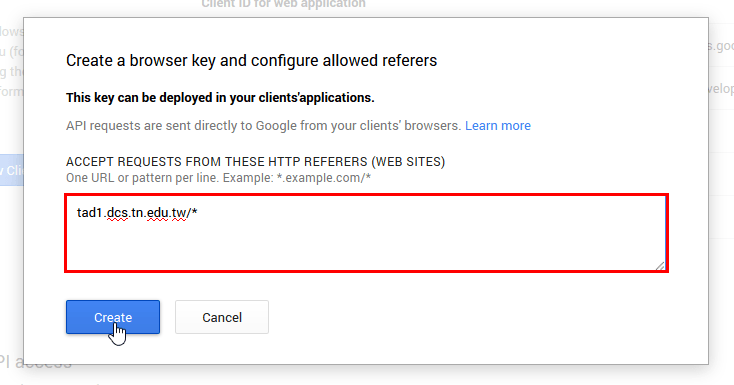 Client ID for web application
Create a browser key and configure allowed referers
This key can be deployed in your clients'applications.
API requests are sent directly to Google from your clients' browsers. Learn more
ACCEPT REQUESTS FROM THESE HTTP REFERERS (WEB SITES)
One URL or pattern per line. Example: *.example.com/*
tad1.dcs.tn.edu.tw/*
Create
Cancel
PI access